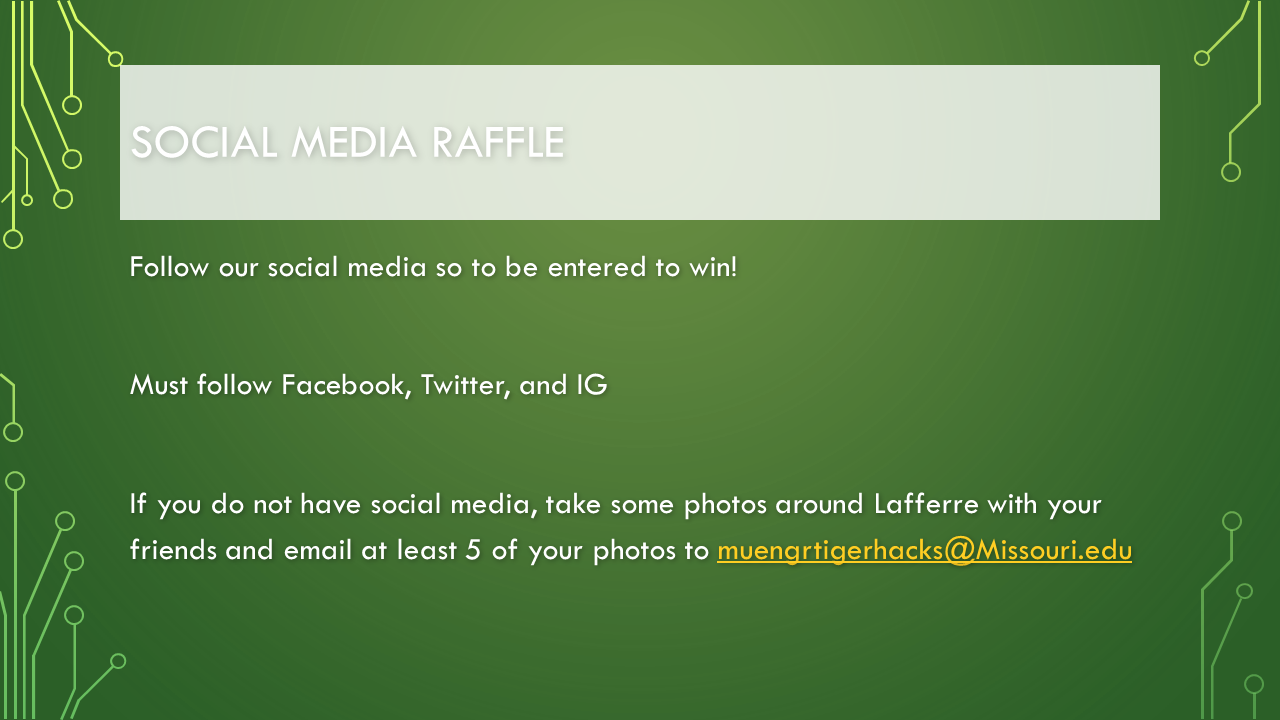 SOCIAL MEDIA RAFFLE
Follow our social media so to be entered to win!
Must follow Facebook, Twitter, and IG
If you do not have social media, take some photos around Lafferre with your
friends and email at least 5 of your photos to muengrtigerhacks@Missouri.edu